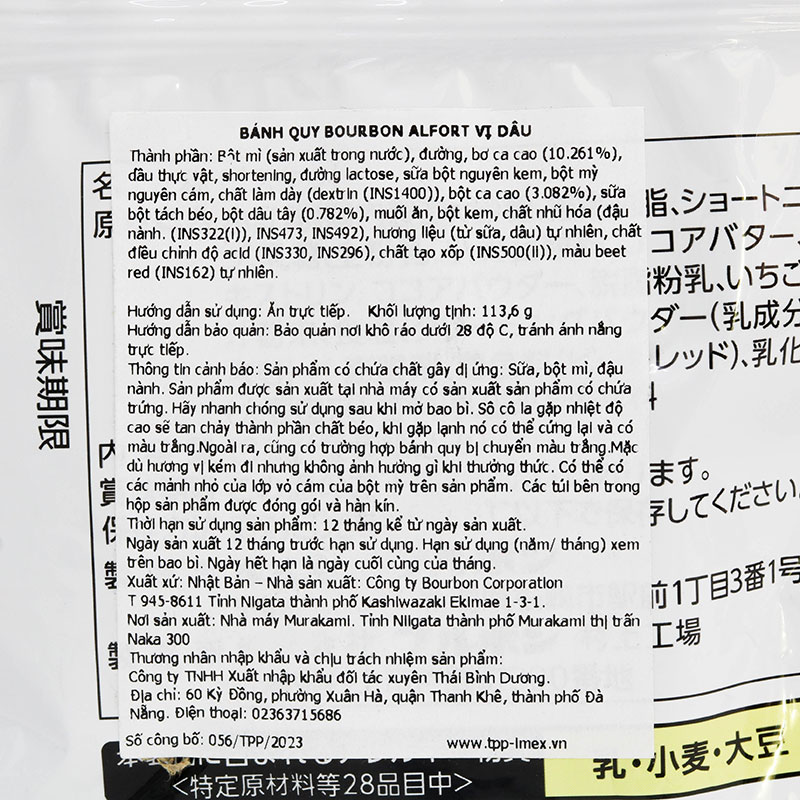 BÁNH QUY BOURBON ALFORT VỊ DÂU
Thành phần: Bột mì (sản xuất trong nước), đường, bơ ca cao (10.261%),
dầu thực vật, shortening, đường lactose, sữa bột nguyên kem, bột mỳ
nguyên cám, chất làm dày (dextrin (INS1400)), bột ca cao (3.082%), sữa
bột tách béo, bột dâu tây (0.782%), muối ăn, bột kem, chất nhũ hóa (đậu
nành. (INS322(I)), INS473, INS492), hương liệu (từ sữa, dâu) tự nhiên, chất
điều chỉnh độ acid (INS330, INS296), chất tạo xốp (INS500(II)), màu beet
red (INS162) tự nhiên.
Hướng dẫn sử dụng: Ăn trực tiếp. Khối lượng tịnh: 113,6 g
Hướng dẫn bảo quản: Bảo quản nơi khô ráo dưới 28 độ C, tránh ánh nắng
trực tiếp.
Thông tin cảnh báo: Sản phẩm có chứa chất gây dị ứng: Sữa, bột mì, đậu
nành. Sản phẩm được sản xuất tại nhà máy có sản xuất sản phẩm có chứa
trứng. Hãy nhanh chóng sử dụng sau khi mở bao bì. Sô cô la gặp nhiệt độ
cao sẽ tan chảy thành phần chất béo, khi gặp lạnh nó có thể cứng lại và có
màu trắng.Ngoài ra, cũng có trường hợp bánh quy bị chuyển màu trắng.Mặc
dù hương vị kém đi nhưng không ảnh hưởng gì khi thưởng thức. Có thể có
các mảnh nhỏ của lớp vỏ cám của bột mỳ trên sản phẩm. Các túi bên trong
hộp sản phẩm được đóng gói và hàn kín.
Thời hạn sử dụng sản phẩm: 12 tháng kể từ ngày sản xuất.
Ngày sản xuất 12 tháng trước hạn sử dụng. Hạn sử dụng (năm/ tháng) xem
trên bao bì. Ngày hết hạn là ngày cuối cùng của tháng.
Xuất xứ: Nhật Bản – Nhà sản xuất: Công ty Bourbon Corporation
T 945-8611 Tỉnh Nigata thành phố Kashiwazaki Ekimae 1-3-1.
Nơi sản xuất: Nhà máy Murakami. Tỉnh Niigata thành phố Murakami thị trấn
Naka 300
Thương nhân nhập khẩu và chịu trách nhiệm sản phẩm:
Công ty TNHH Xuất nhập khẩu đối tác xuyên Thái Bình Dương.
Địa chỉ: 60 Kỳ Đồng, phường Xuân Hà, quận Thanh Khê, thành phố Đà
Nẵng. Điện thoại: 02363715686
Số công bố: 056/TPP/2023 www.tpp-imex.vn
賞味期限
名
原
脂、ショートニ
コアバター、
脂粉乳、いちご
ダー(乳成分
レッド)、乳化
料
内
賞
保
製
製
ます。
存してください。
前1丁目3番1号
工場
<特定原材料等28品目中>
乳・小麦・大豆